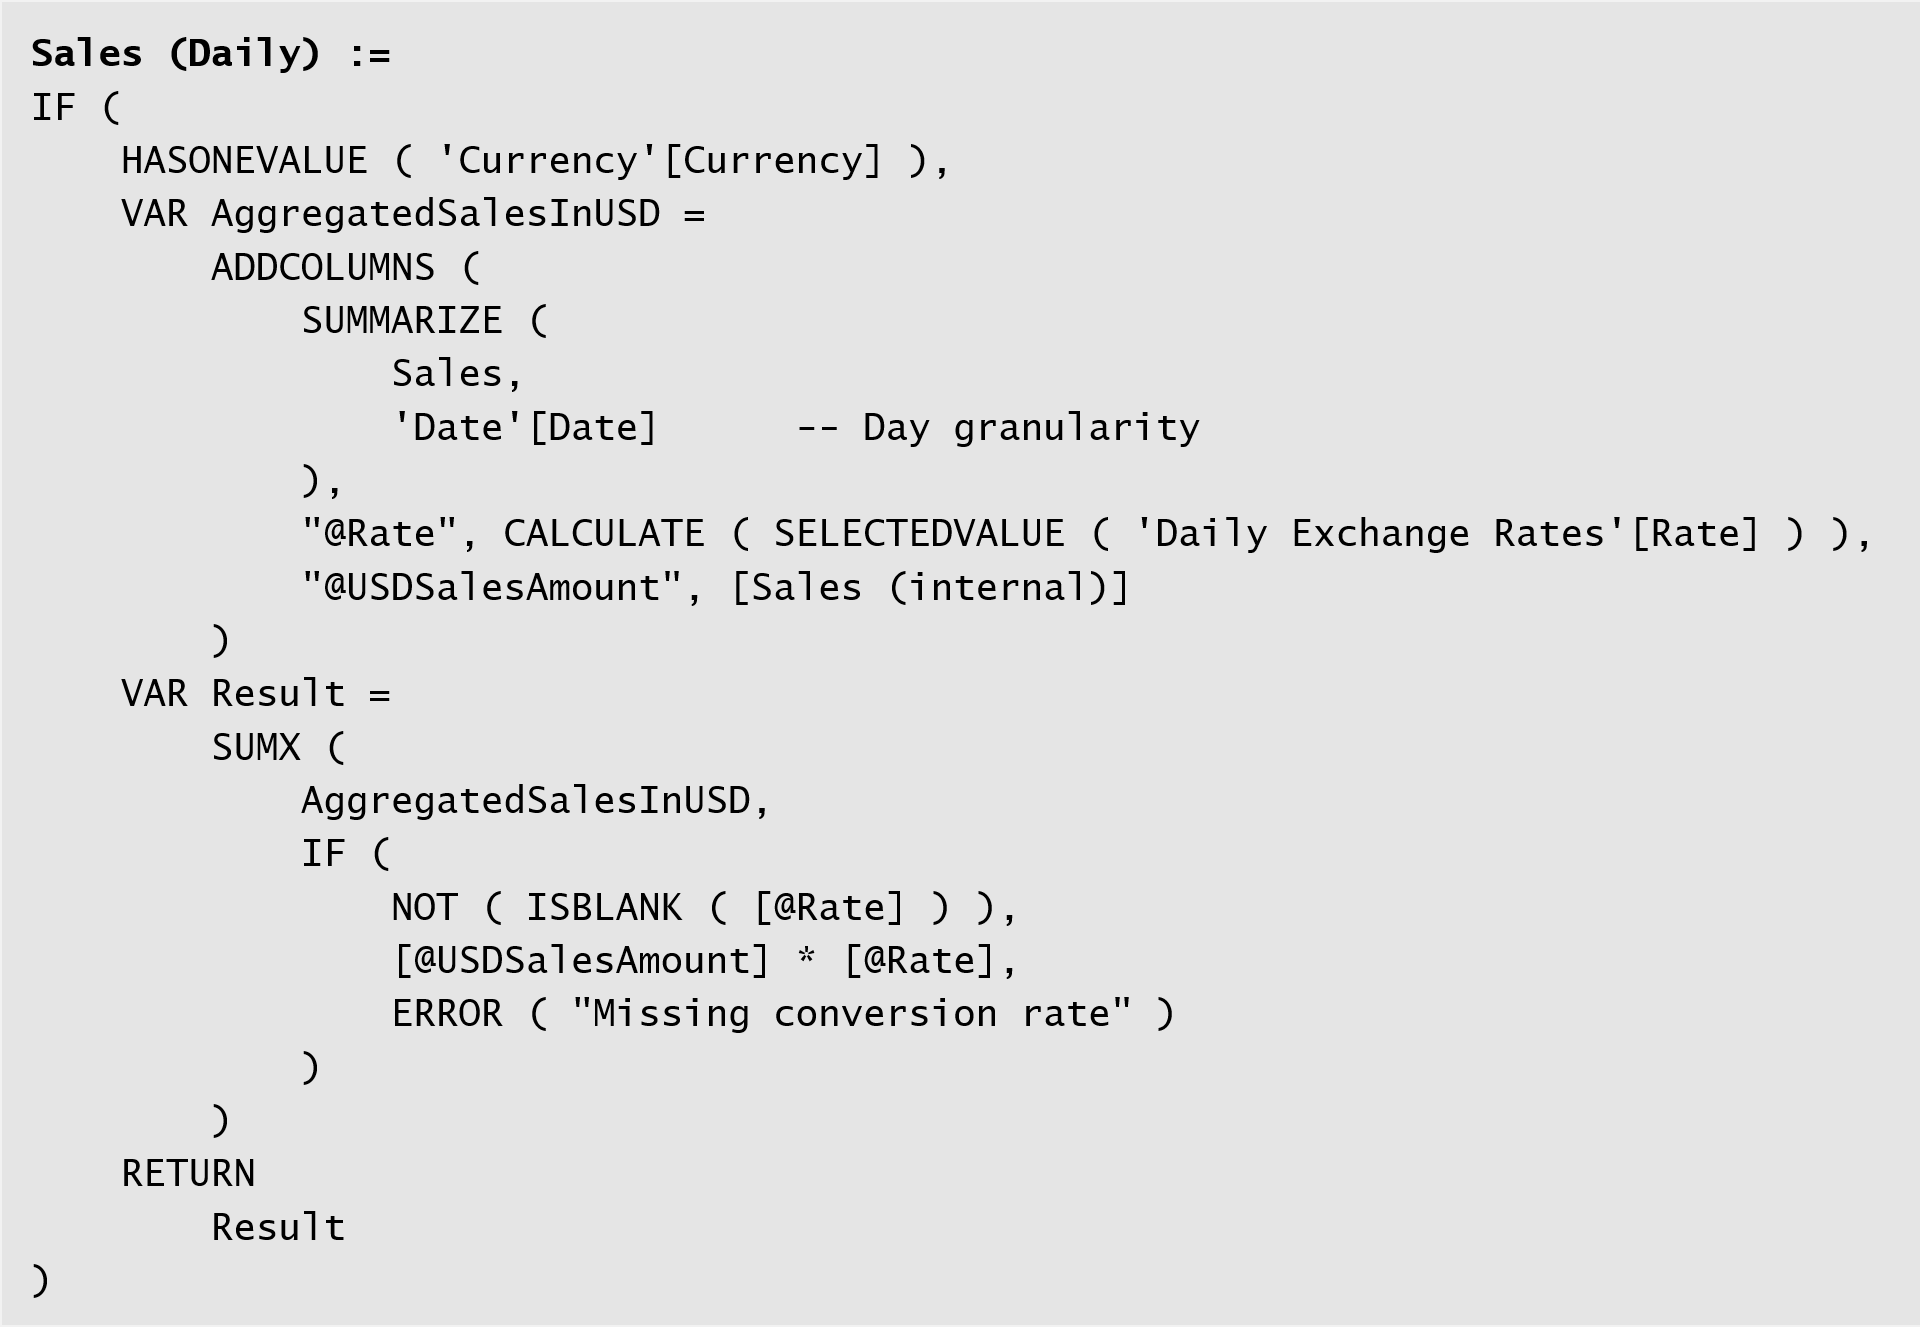 Sales (Daily) :=
IF (
    HASONEVALUE ( 'Currency'[Currency] ),
    VAR AggregatedSalesInUSD =
        ADDCOLUMNS (
            SUMMARIZE (
                Sales,
                'Date'[Date]      -- Day granularity
            ),
            "@Rate", CALCULATE ( SELECTEDVALUE ( 'Daily Exchange Rates'[Rate] ) ),
            "@USDSalesAmount", [Sales (internal)]
        )
    VAR Result =
        SUMX (
            AggregatedSalesInUSD,
            IF (
                NOT ( ISBLANK ( [@Rate] ) ),
                [@USDSalesAmount] * [@Rate],
                ERROR ( "Missing conversion rate" )
            )
        )
    RETURN
        Result
)